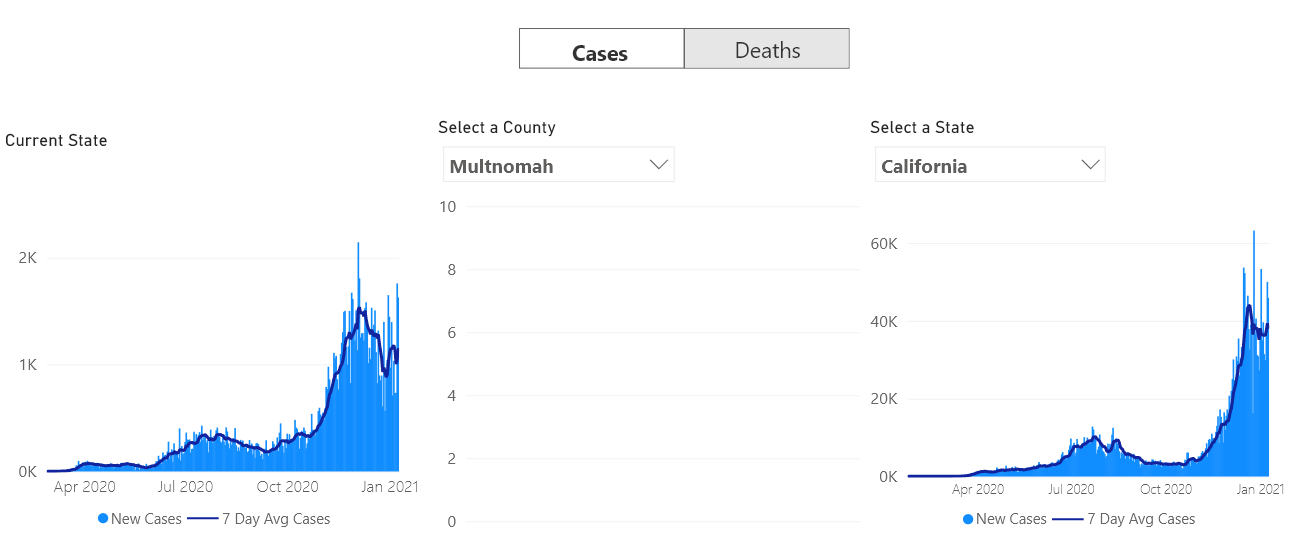 Cases
Deaths
Current State
2K
1K
0K
Apr 2020
Jul 2020
Oct 2020
Jan 2021
New Cases
7 Day Avg Cases
Select a County
Multnomah
10
8
6
4
2
0
Select a State
California
60K
40K
20K
0K
Apr 2020
Jul 2020
Oct 2020
Jan 2021
New Cases
7 Day Avg Cases